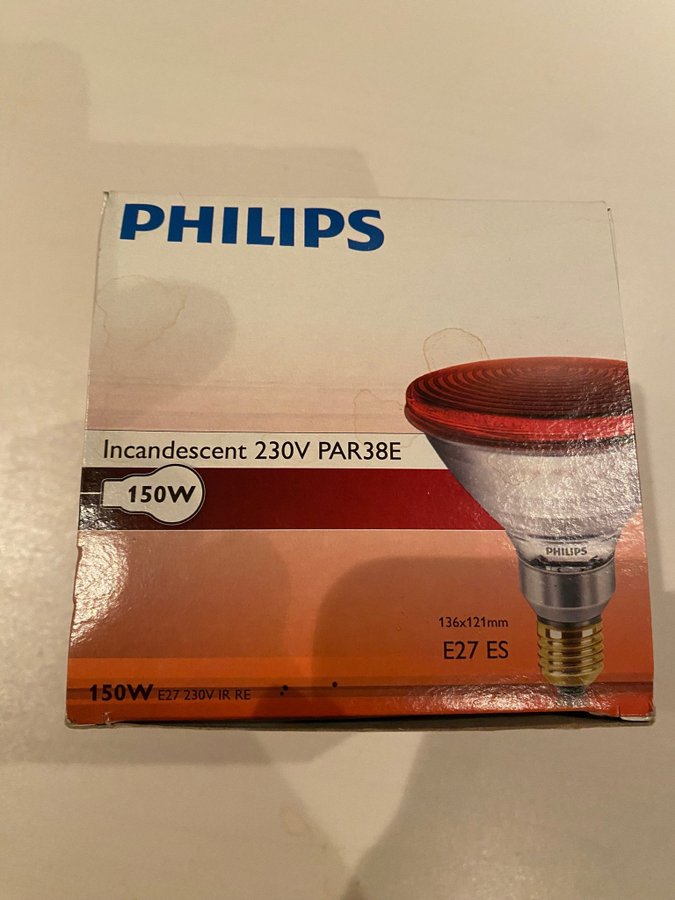 PHILIPS
Incandescent 230V PAR38E
150W
PHILIPS
136x121mm
E27 ES
150W E27 230V IR RE